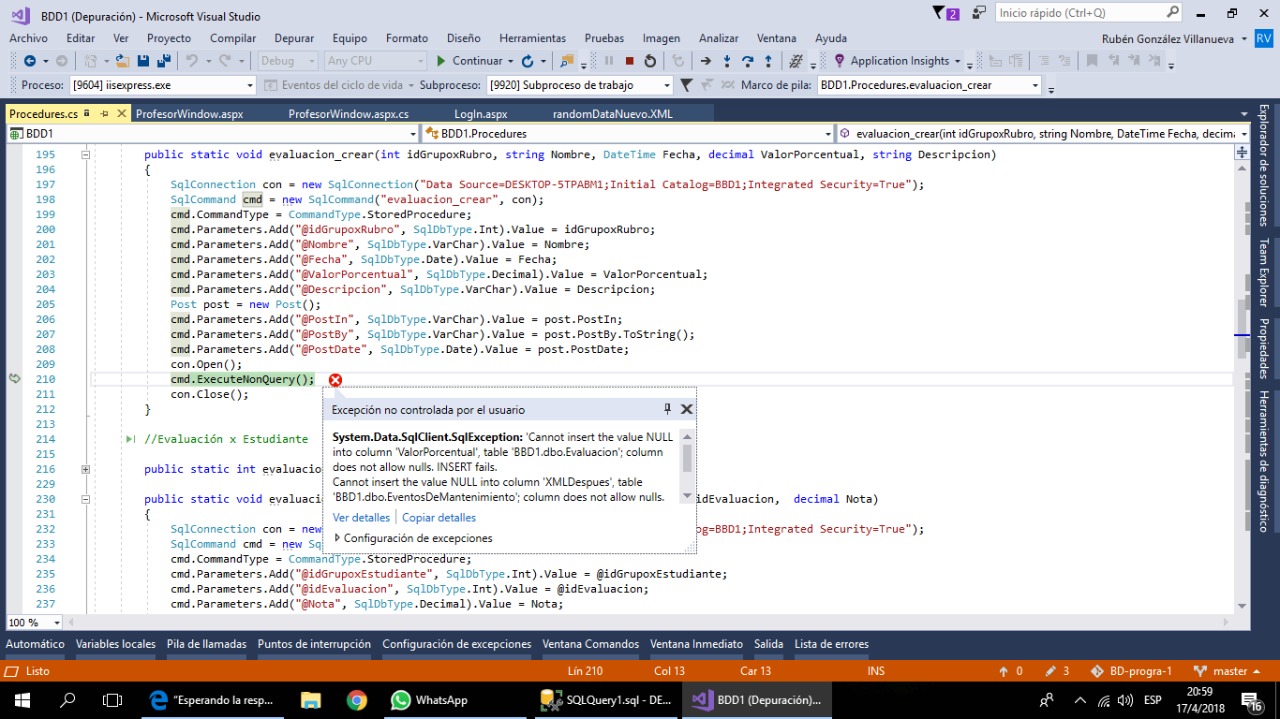 BDD1 (Depuración) - Microsoft Visual Studio
2
Inicio rápido (Ctrl+Q)
Archivo Editar Ver Proyecto Compilar Depurar Equipo Formato Diseño Herramientas Pruebas Imagen Analizar Ventana Ayuda
Rubén González Villanueva RV
Debug Any CPU Continuar Application Insights
Proceso: [9604] iisexpress.exe Eventos del ciclo de vida Subproceso: [9920] Subproceso de trabajo Marco de pila: BDD1.Procedures.evaluacion_crear
Procedures.cs ProfesorWindow.aspx ProfesorWindow.aspx.cs LogIn.aspx randomDataNuevo.XML
BDD1 BDD1.Procedures evaluacion_crear(int idGrupoxRubro, string Nombre, DateTime Fecha, decima
195 public static void evaluacion_crear(int idGrupoxRubro, string Nombre, DateTime Fecha, decimal ValorPorcentual, string Descripcion)
196 {
197 SqlConnection con = new SqlConnection("Data Source=DESKTOP-5TPABM1;Initial Catalog=BDD1;Integrated Security=True");
198 SqlCommand cmd = new SqlCommand("evaluacion_crear", con);
199 cmd.CommandType = CommandType.StoredProcedure;
200 cmd.Parameters.Add("@idGrupoxRubro", SqlDbType.Int).Value = idGrupoxRubro;
201 cmd.Parameters.Add("@Nombre", SqlDbType.VarChar).Value = Nombre;
202 cmd.Parameters.Add("@Fecha", SqlDbType.Date).Value = Fecha;
203 cmd.Parameters.Add("@ValorPorcentual", SqlDbType.Decimal).Value = ValorPorcentual;
204 cmd.Parameters.Add("@Descripcion", SqlDbType.VarChar).Value = Descripcion;
205 Post post = new Post();
206 cmd.Parameters.Add("@PostIn", SqlDbType.VarChar).Value = post.PostIn;
207 cmd.Parameters.Add("@PostBy", SqlDbType.VarChar).Value = post.PostBy.ToString();
208 cmd.Parameters.Add("@PostDate", SqlDbType.Date).Value = post.PostDate;
209 con.Open();
210 cmd.ExecuteNonQuery();
211 con.Close();
212 }
213
214 //Evaluación x Estudiante
215
216 public static int evaluacio
229
230 public static void evaluac idEvaluacion, decimal Nota)
231 {
232 SqlConnection con = new og=BDD1;Integrated Security=True");
233 SqlCommand cmd = new Sq
234 cmd.CommandType = CommandType.StoredProcedure;
235 cmd.Parameters.Add("@idGrupoxEstudiante", SqlDbType.Int).Value = @idGrupoxEstudiante;
236 cmd.Parameters.Add("@idEvaluacion", SqlDbType.Int).Value = @idEvaluacion;
237 cmd.Parameters.Add("@Nota", SqlDbType.Decimal).Value = Nota;
Excepción no controlada por el usuario
System.Data.SqlClient.SqlException: 'Cannot insert the value NULL
into column 'ValorPorcentual', table 'BBD1.dbo.Evaluacion'; column
does not allow nulls. INSERT fails.
Cannot insert the value NULL into column 'XMLDespues', table
'BBD1.dbo.EventosDeMantenimiento'; column does not allow nulls.
Ver detalles Copiar detalles
Configuración de excepciones
Explorador de soluciones
Team Explorer
Propiedades
Herramientas de diagnóstico
100 %
Automático Variables locales Pila de llamadas Puntos de interrupción Configuración de excepciones Ventana Comandos Ventana Inmediato Salida Lista de errores
Listo Lín 210 Col 13 Car 13 INS 0 3 BD-progra-1 master
"Esperando la resp... WhatsApp SQLQuery1.sql - DE... BDD1 (Depuración)... ESP 20:59
17/4/2018 16